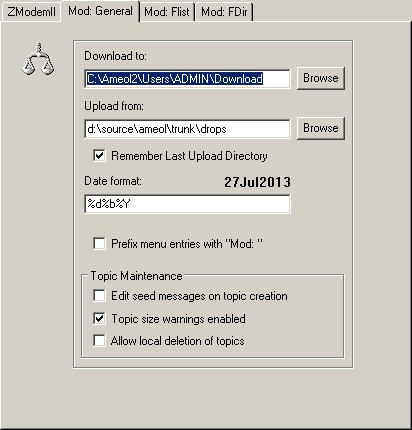 ZModemII Mod: General Mod: Flist Mod: FDir
Download to:
C:\Ameol2\Users\ADMIN\Download Browse
Upload from:
d:\source\ameol\trunk\drops Browse
Remember Last Upload Directory
Date format: 27Jul2013
%d%b%Y
Prefix menu entries with "Mod: "
Topic Maintenance
Edit seed messages on topic creation
Topic size warnings enabled
Allow local deletion of topics